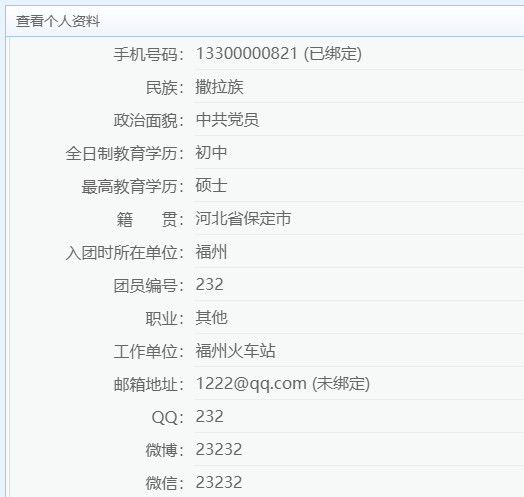 查看个人资料
手机号码: 13300000821 (已绑定)
民族: 撒拉族
政治面貌: 中共党员
全日制教育学历: 初中
最高教育学历: 硕士
籍　　贯: 河北省保定市
入团时所在单位: 福州
团员编号: 232
职业: 其他
工作单位: 福州火车站
邮箱地址: 1222@qq.com (未绑定)
QQ: 232
微博: 23232
微信: 23232